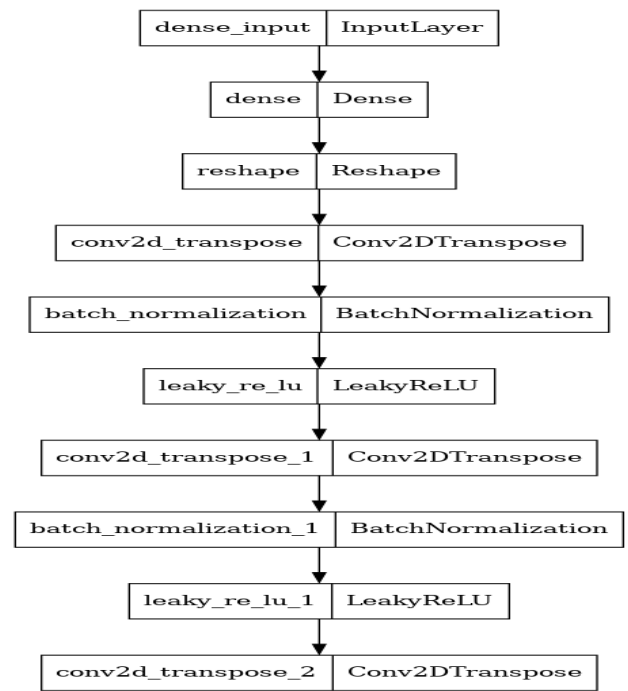 dense_input InputLayer
dense Dense
reshape Reshape
conv2d_transpose Conv2DTranspose
batch_normalization BatchNormalization
leaky_re_lu LeakyReLU
conv2d_transpose_1 Conv2DTranspose
batch_normalization_1 BatchNormalization
leaky_re_lu_1 LeakyReLU
conv2d_transpose_2 Conv2DTranspose